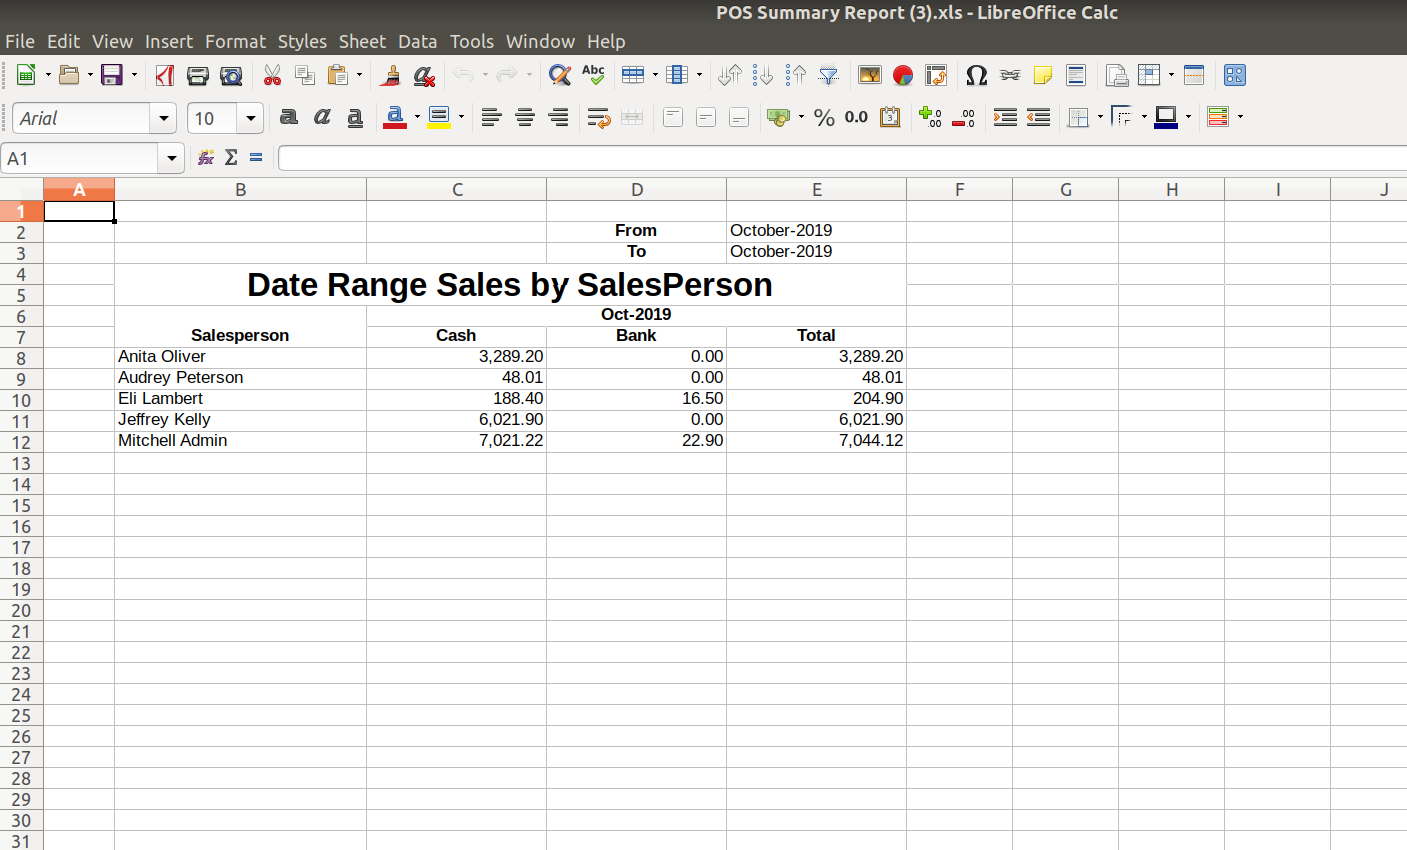 POS Summary Report (3).xls - LibreOffice Calc
File Edit View Insert Format Styles Sheet Data Tools Window Help
Abc
Arial 10 a a a a % 0.0
A1
A B C D E F G H I J
1
2 From October-2019
3 To October-2019
4 Date Range Sales by SalesPerson
5
6 Oct-2019
7 Salesperson Cash Bank Total
8 Anita Oliver 3,289.20 0.00 3,289.20
9 Audrey Peterson 48.01 0.00 48.01
10 Eli Lambert 188.40 16.50 204.90
11 Jeffrey Kelly 6,021.90 0.00 6,021.90
12 Mitchell Admin 7,021.22 22.90 7,044.12
13
14
15
16
17
18
19
20
21
22
23
24
25
26
27
28
29
30
31